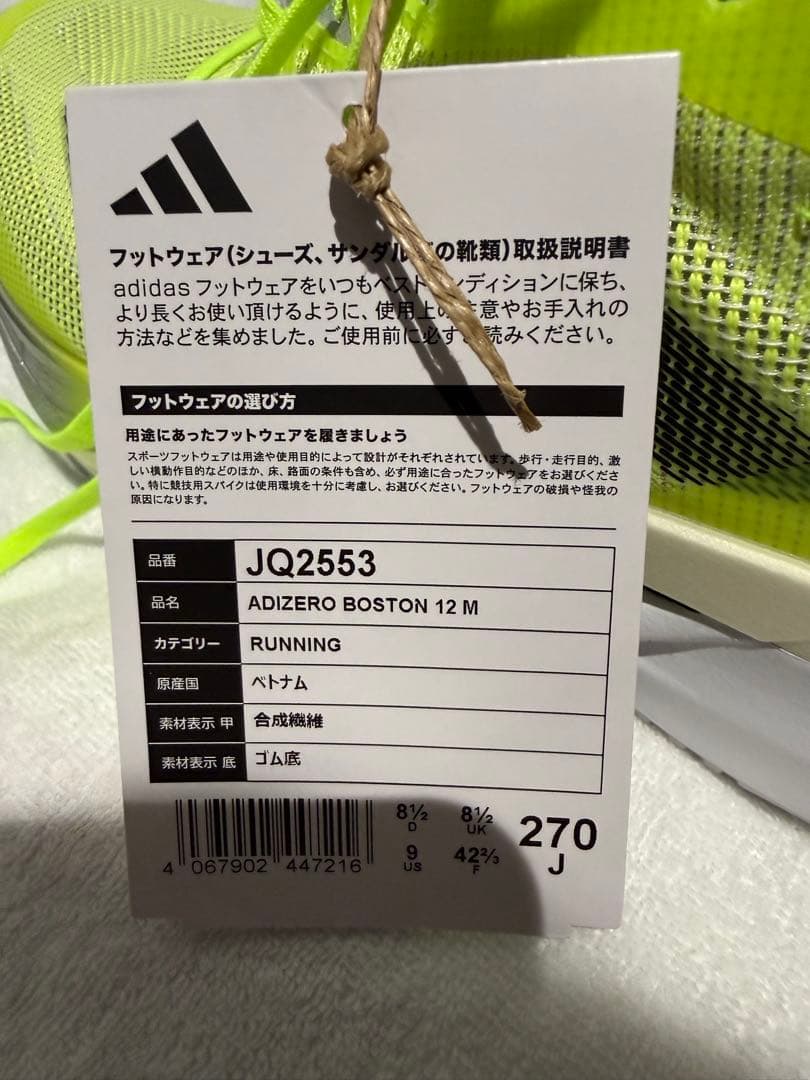 フットウェア(シューズ、サンダル の靴類)取扱説明書
adidas フットウェアをいつもベスト ンディションに保ち、
より長くお使い頂けるように、使用上の 意やお手入れの
方法などを集めました。ご使用前に必ず 読みください。
フットウェアの選び方
用途にあったフットウェアを履きましょう
スポーツフットウェアは用途や使用目的によって設計がそれぞれされています。歩行・走行目的、激
しい横動作目的などのほか、床、路面の条件も含め、必ず用途に合ったフットウェアをお選びくださ
い。特に競技用スパイクは使用環境を十分に考慮し、お選びください。フットウェアの破損や怪我の
原因になります。
品番 JQ2553
品名 ADIZERO BOSTON 12 M
カテゴリー RUNNING
原産国 ベトナム
素材表示 甲 合成繊維
素材表示 底 ゴム底
8½ D 8½ UK 270 J
9 US 42⅔ F
4 067902 447216